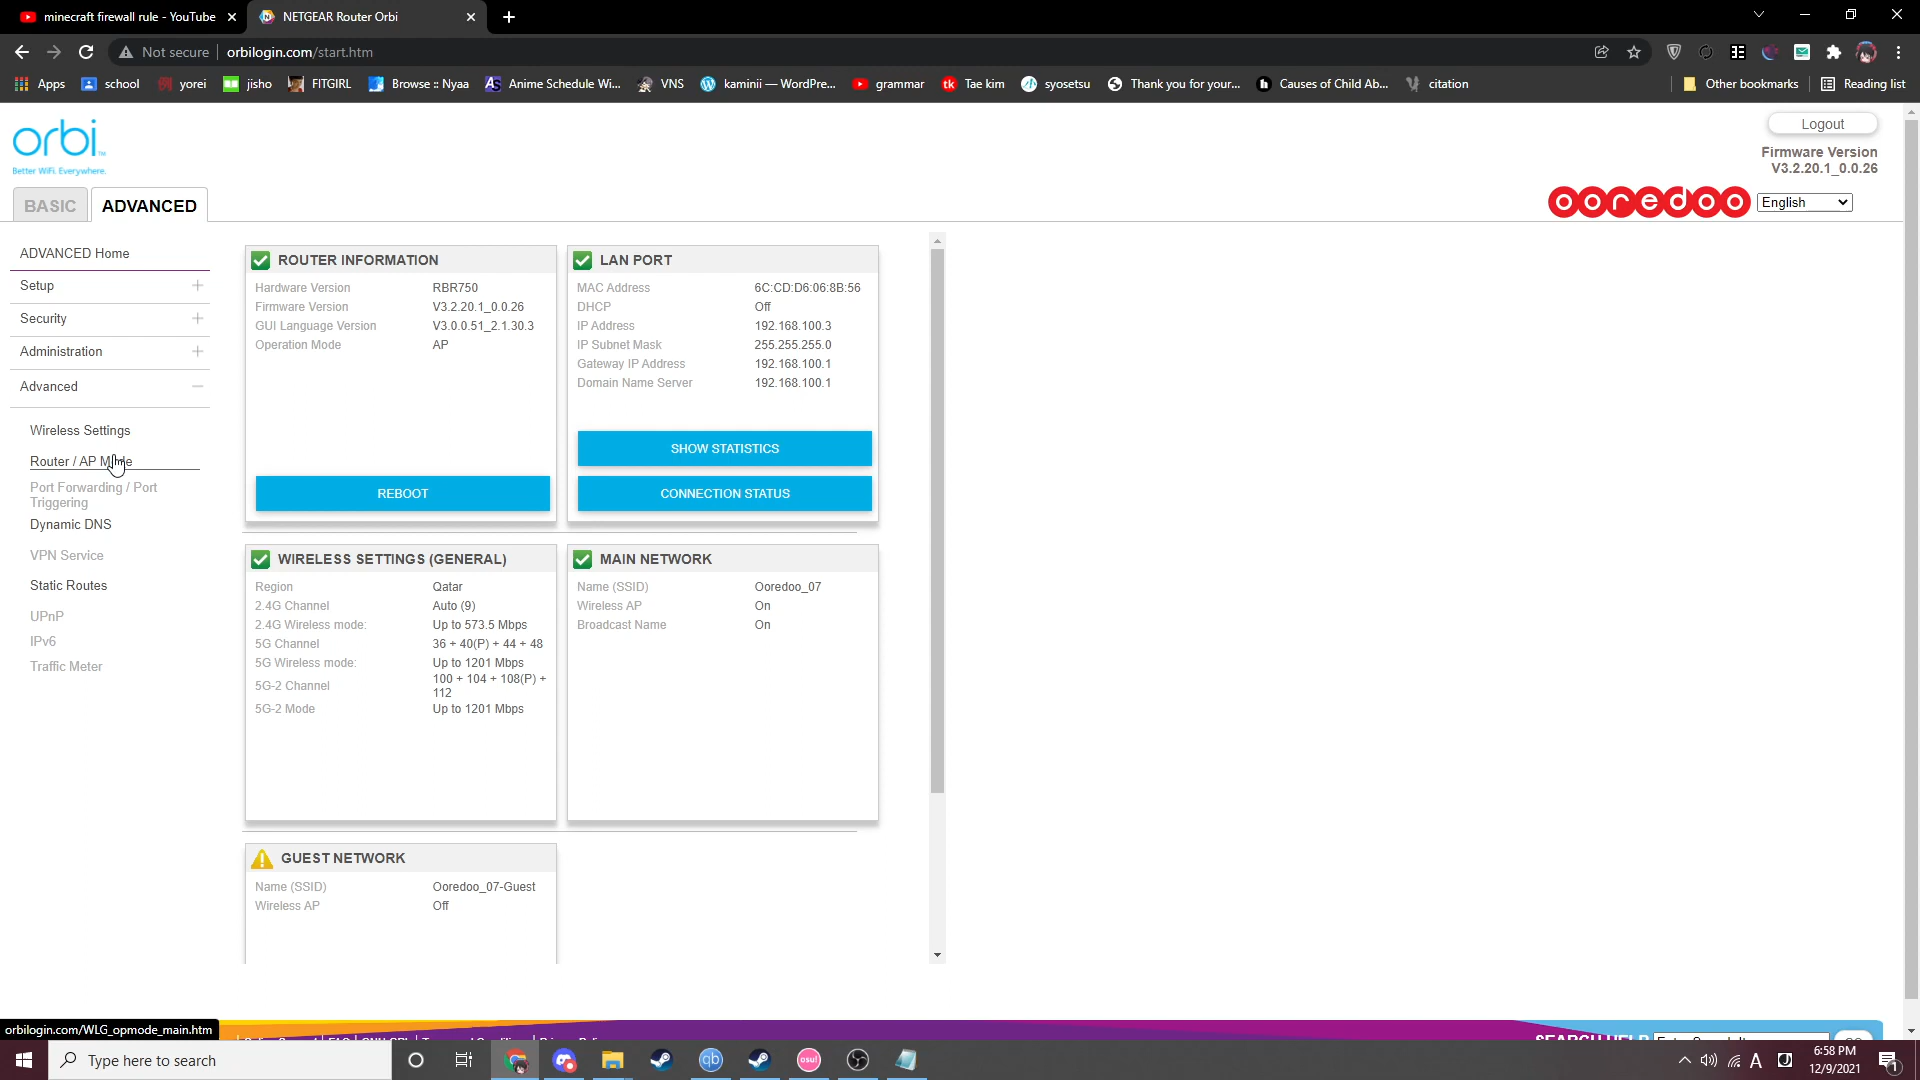 minecraft firewall rule - YouTube
NETGEAR Router Orbi
Not secure
orbilogin.com/start.htm
Apps
school
yorei
jisho
FITGIRL
Browse :: Nyaa
Anime Schedule Wi...
VNS
kaminii — WordPre...
grammar
Tae kim
syosetsu
Thank you for your...
Causes of Child Ab...
citation
Other bookmarks
Reading list
orbi
Better WiFi. Everywhere.
Logout
Firmware Version
V3.2.20.1_0.0.26
BASIC
ADVANCED
ooredoo
English
ADVANCED Home
Setup
Security
Administration
Advanced
Wireless Settings
Router / AP Mode
Port Forwarding / Port
Triggering
Dynamic DNS
VPN Service
Static Routes
UPnP
IPv6
Traffic Meter
ROUTER INFORMATION
Hardware Version RBR750
Firmware Version V3.2.20.1_0.0.26
GUI Language Version V3.0.0.51_2.1.30.3
Operation Mode AP
REBOOT
LAN PORT
MAC Address 6C:CD:D6:06:8B:56
DHCP Off
IP Address 192.168.100.3
IP Subnet Mask 255.255.255.0
Gateway IP Address 192.168.100.1
Domain Name Server 192.168.100.1
SHOW STATISTICS
CONNECTION STATUS
WIRELESS SETTINGS (GENERAL)
Region Qatar
2.4G Channel Auto (9)
2.4G Wireless mode: Up to 573.5 Mbps
5G Channel 36 + 40(P) + 44 + 48
5G Wireless mode: Up to 1201 Mbps
5G-2 Channel 100 + 104 + 108(P) +
112
5G-2 Mode Up to 1201 Mbps
MAIN NETWORK
Name (SSID) Ooredoo_07
Wireless AP On
Broadcast Name On
GUEST NETWORK
Name (SSID) Ooredoo_07-Guest
Wireless AP Off
orbilogin.com/WLG_opmode_main.htm
SEARCH HELP
Type here to search
qb
osu!
A
6:58 PM
12/9/2021
1